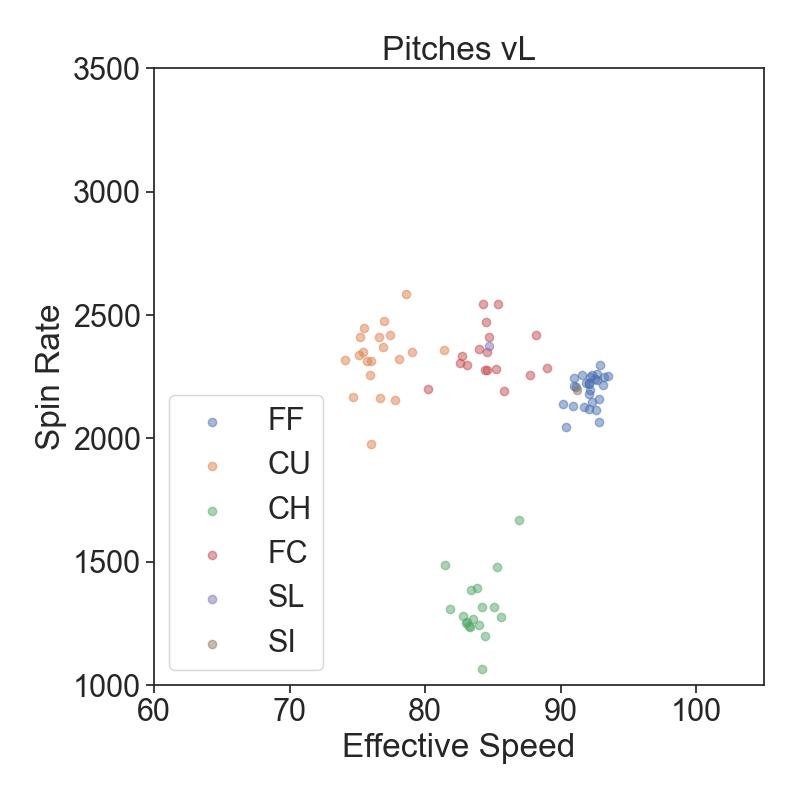 Pitches vL
3500
3000
2500
2000
1500
1000
Spin Rate
FF
CU
CH
FC
SL
SI
60 70 80 90 100
Effective Speed